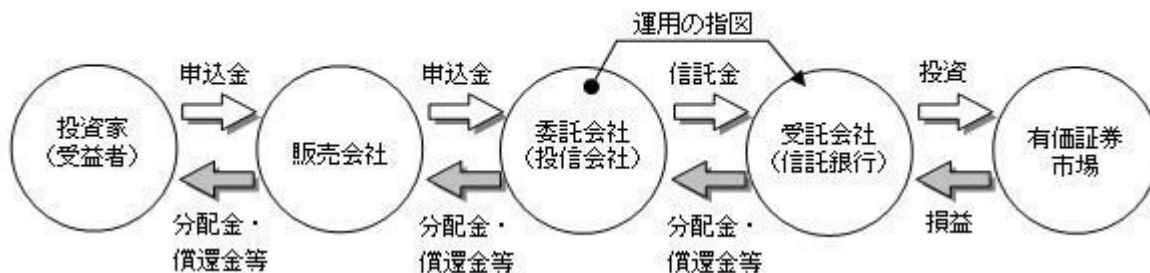 運用の指図
申込金
申込金
信託金
投資
投資家
(受益者)
販売会社
委託会社
(投信会社)
受託会社
(信託銀行)
有価証券
市場
分配金・
償還金等
分配金・
償還金等
分配金・
償還金等
損益